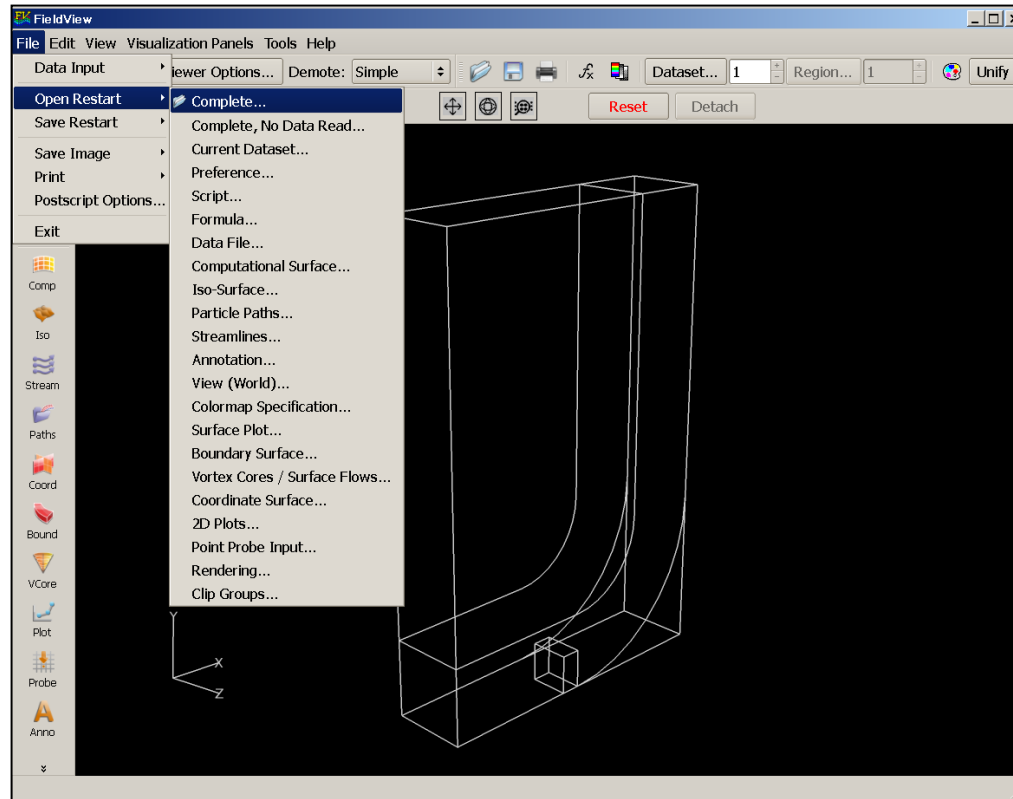 FieldView
File Edit View Visualization Panels Tools Help
Data Input
iewer Options... Demote: Simple Dataset... 1 Region... 1 Unify
Open Restart
Complete...
Reset Detach
Save Restart
Complete, No Data Read...
Save Image
Current Dataset...
Print
Preference...
Postscript Options...
Script...
Exit
Formula...
Data File...
Computational Surface...
Iso-Surface...
Particle Paths...
Streamlines...
Annotation...
View (World)...
Colormap Specification...
Surface Plot...
Boundary Surface...
Vortex Cores / Surface Flows...
Coordinate Surface...
2D Plots...
Point Probe Input...
Rendering...
Clip Groups...
Comp
Iso
Stream
Paths
Coord
Bound
VCore
Plot
Probe
Anno
Y
X
Z